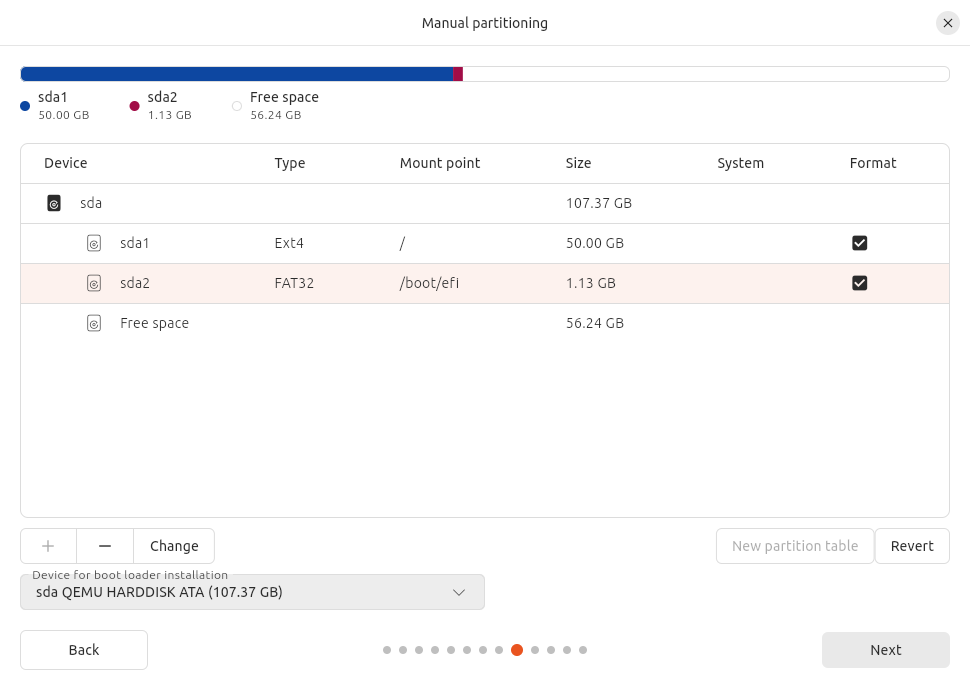 Manual partitioning
sda1
50.00 GB
sda2
1.13 GB
Free space
56.24 GB
Device Type Mount point Size System Format
sda 107.37 GB
sda1 Ext4 / 50.00 GB
sda2 FAT32 /boot/efi 1.13 GB
Free space 56.24 GB
Change
New partition table
Revert
Device for boot loader installation
sda QEMU HARDDISK ATA (107.37 GB)
Back
Next